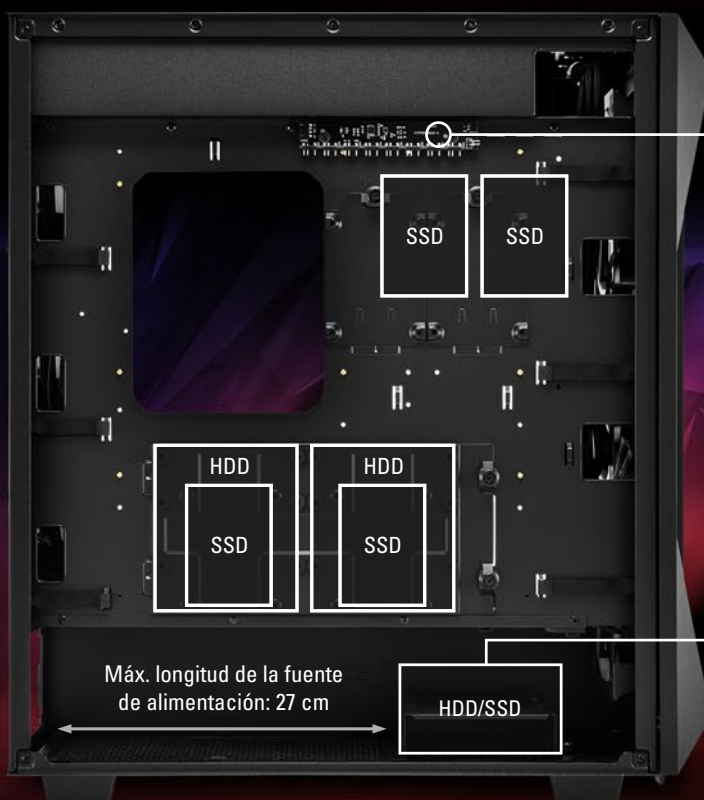 SSD
SSD
HDD
HDD
SSD
SSD
Máx. longitud de la fuente
de alimentación: 27 cm
HDD/SSD